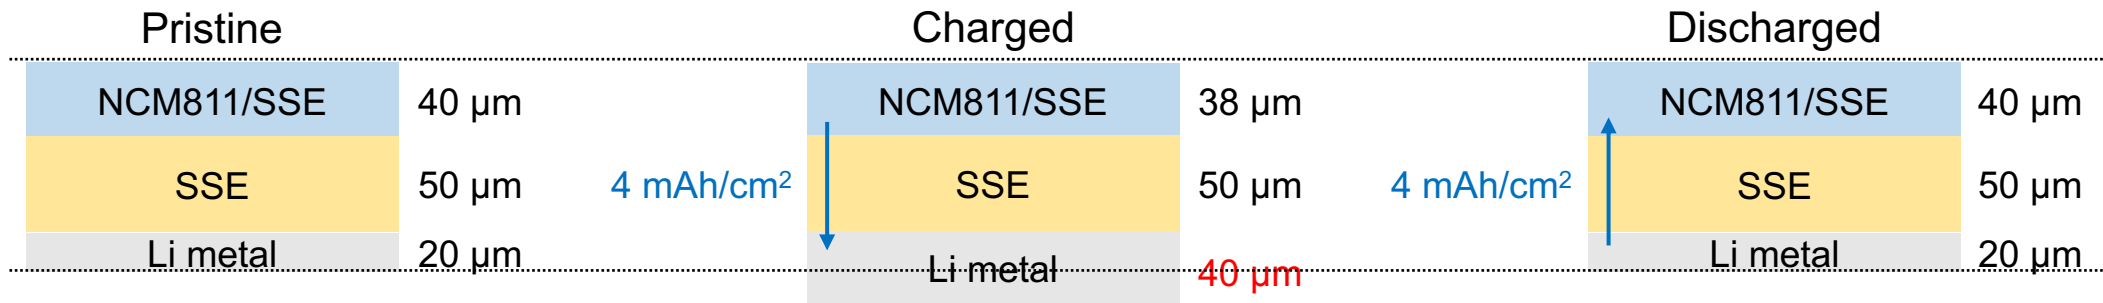 Pristine
Charged
Discharged
NCM811/SSE
40 μm
NCM811/SSE
38 μm
NCM811/SSE
40 μm
SSE
50 μm
4 mAh/cm²
SSE
50 μm
4 mAh/cm²
SSE
50 μm
Li metal
20 μm
Li metal
40 μm
Li metal
20 μm